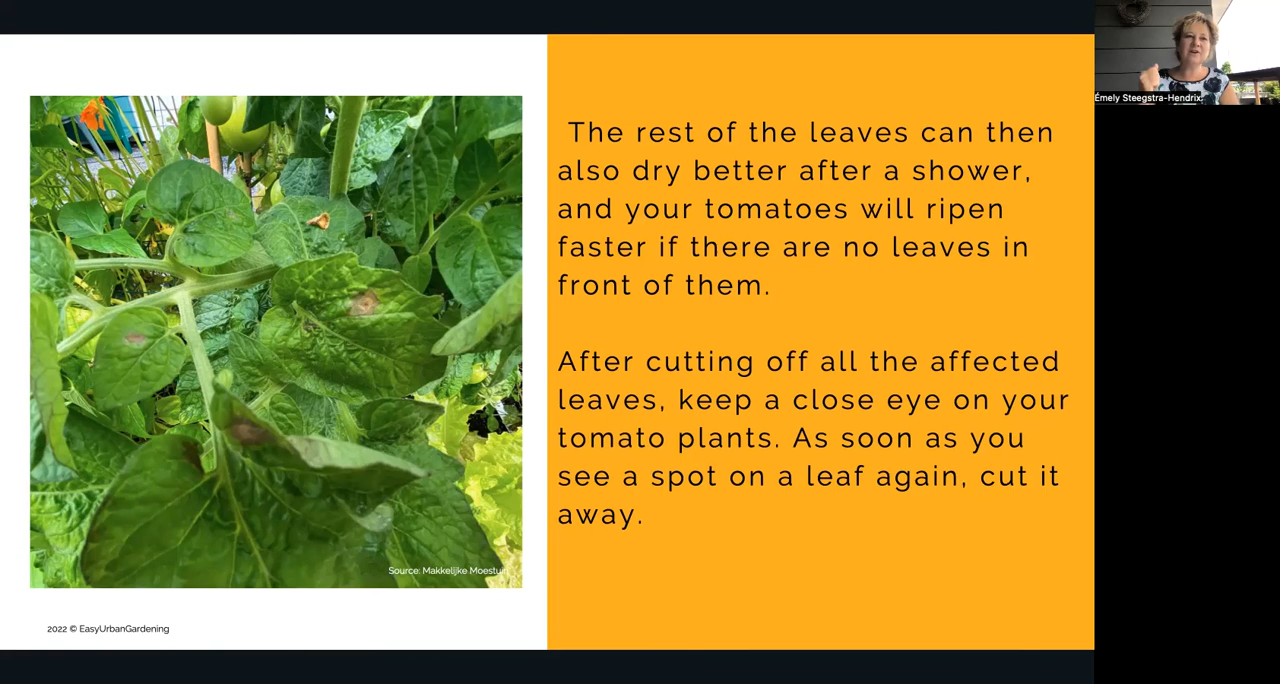 The rest of the leaves can then
also dry better after a shower,
and your tomatoes will ripen
faster if there are no leaves in
front of them.
After cutting off all the affected
leaves, keep a close eye on your
tomato plants. As soon as you
see a spot on a leaf again, cut it
away.
Source: Makkelijke Moestuin
2022 © EasyUrbanGardening
Émely Steegstra-Hendrix